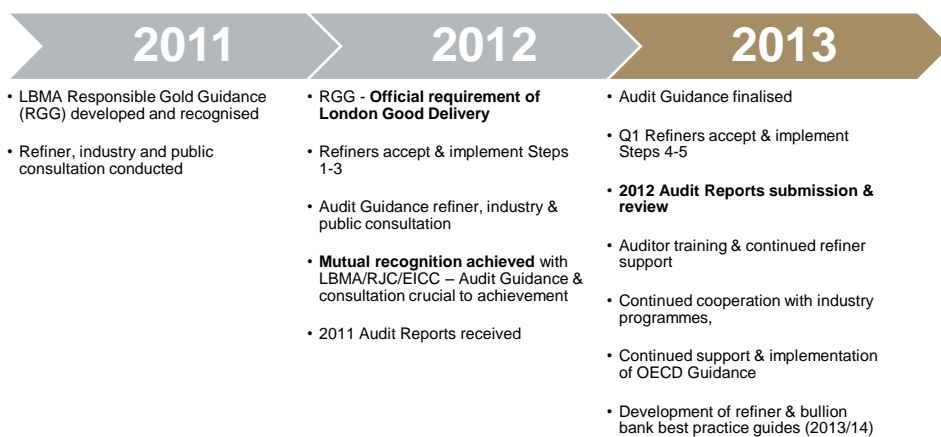 2011
2012
2013
• LBMA Responsible Gold Guidance
(RGG) developed and recognised
• Refiner, industry and public
consultation conducted
• RGG - Official requirement of
London Good Delivery
• Refiners accept & implement Steps
1-3
• Audit Guidance refiner, industry &
public consultation
• Mutual recognition achieved with
LBMA/RJC/EICC – Audit Guidance &
consultation crucial to achievement
• 2011 Audit Reports received
• Audit Guidance finalised
• Q1 Refiners accept & implement
Steps 4-5
• 2012 Audit Reports submission &
review
• Auditor training & continued refiner
support
• Continued cooperation with industry
programmes,
• Continued support & implementation
of OECD Guidance
• Development of refiner & bullion
bank best practice guides (2013/14)